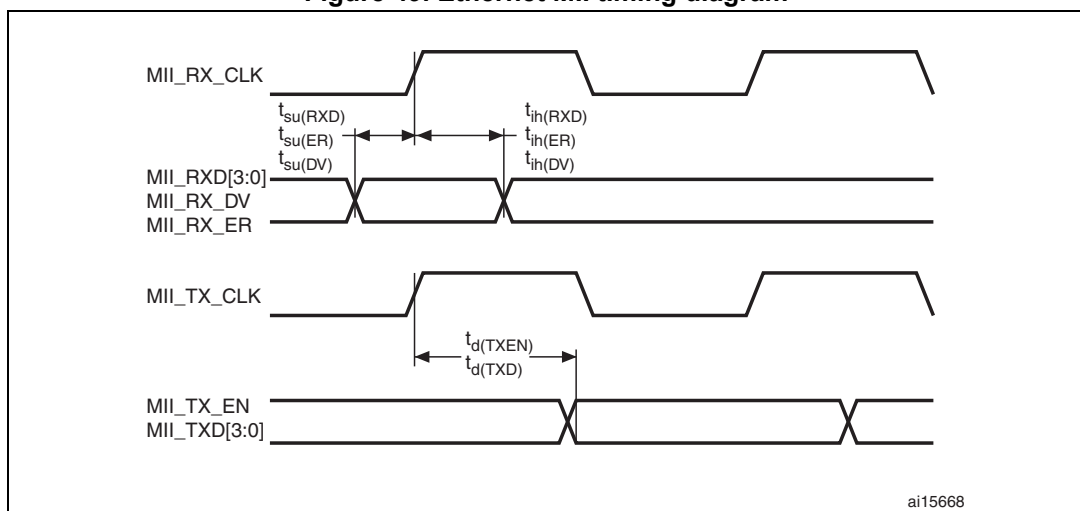 MII_RX_CLK
tsu(RXD)
tsu(ER)
tsu(DV)
tih(RXD)
tih(ER)
tih(DV)
MII_RXD[3:0]
MII_RX_DV
MII_RX_ER
MII_TX_CLK
td(TXEN)
td(TXD)
MII_TX_EN
MII_TXD[3:0]
ai15668